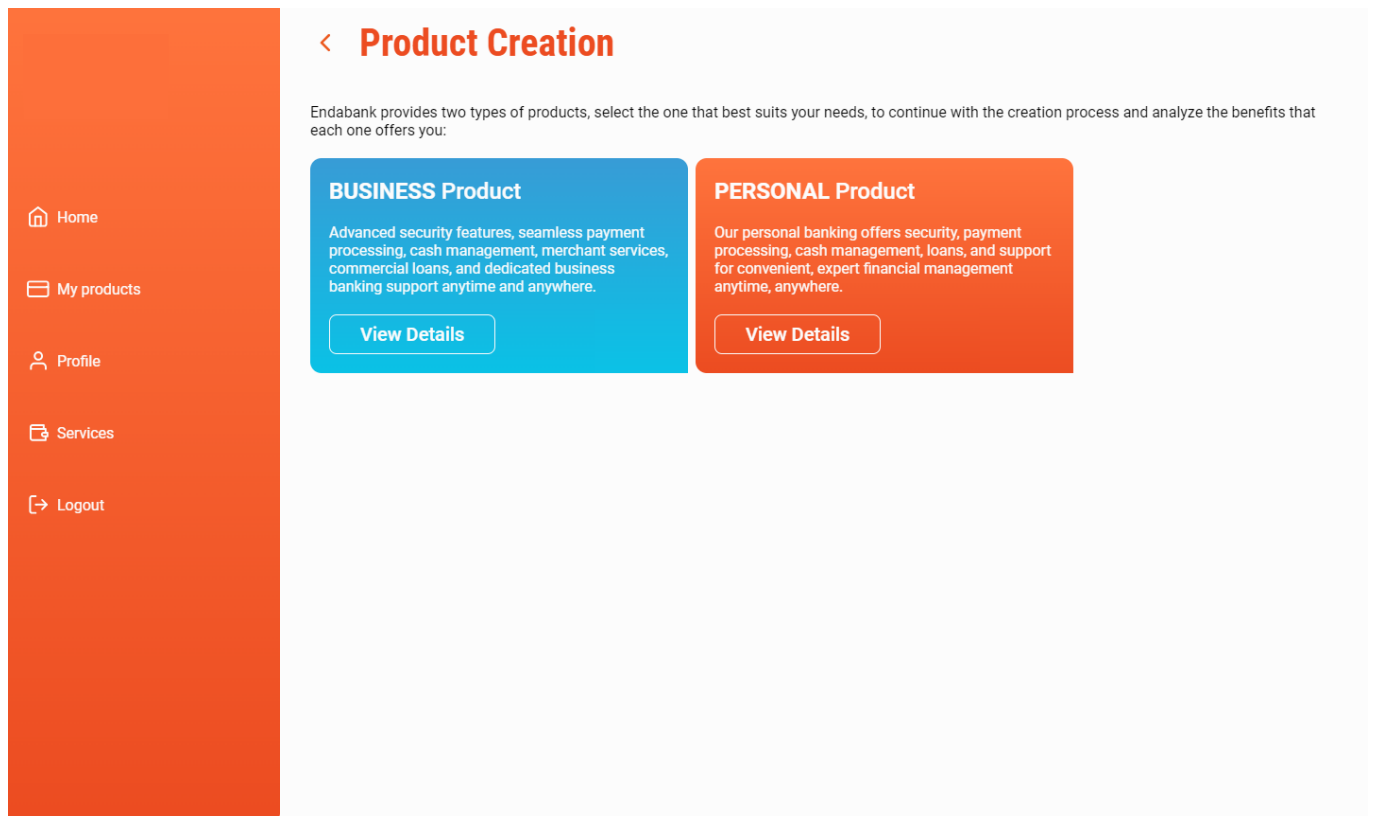 Product Creation
Endabank provides two types of products, select the one that best suits your needs, to continue with the creation process and analyze the benefits that
each one offers you:
BUSINESS Product
Advanced security features, seamless payment
processing, cash management, merchant services,
commercial loans, and dedicated business
banking support anytime and anywhere.
View Details
PERSONAL Product
Our personal banking offers security, payment
processing, cash management, loans, and support
for convenient, expert financial management
anytime, anywhere.
View Details
Home
My products
Profile
Services
Logout